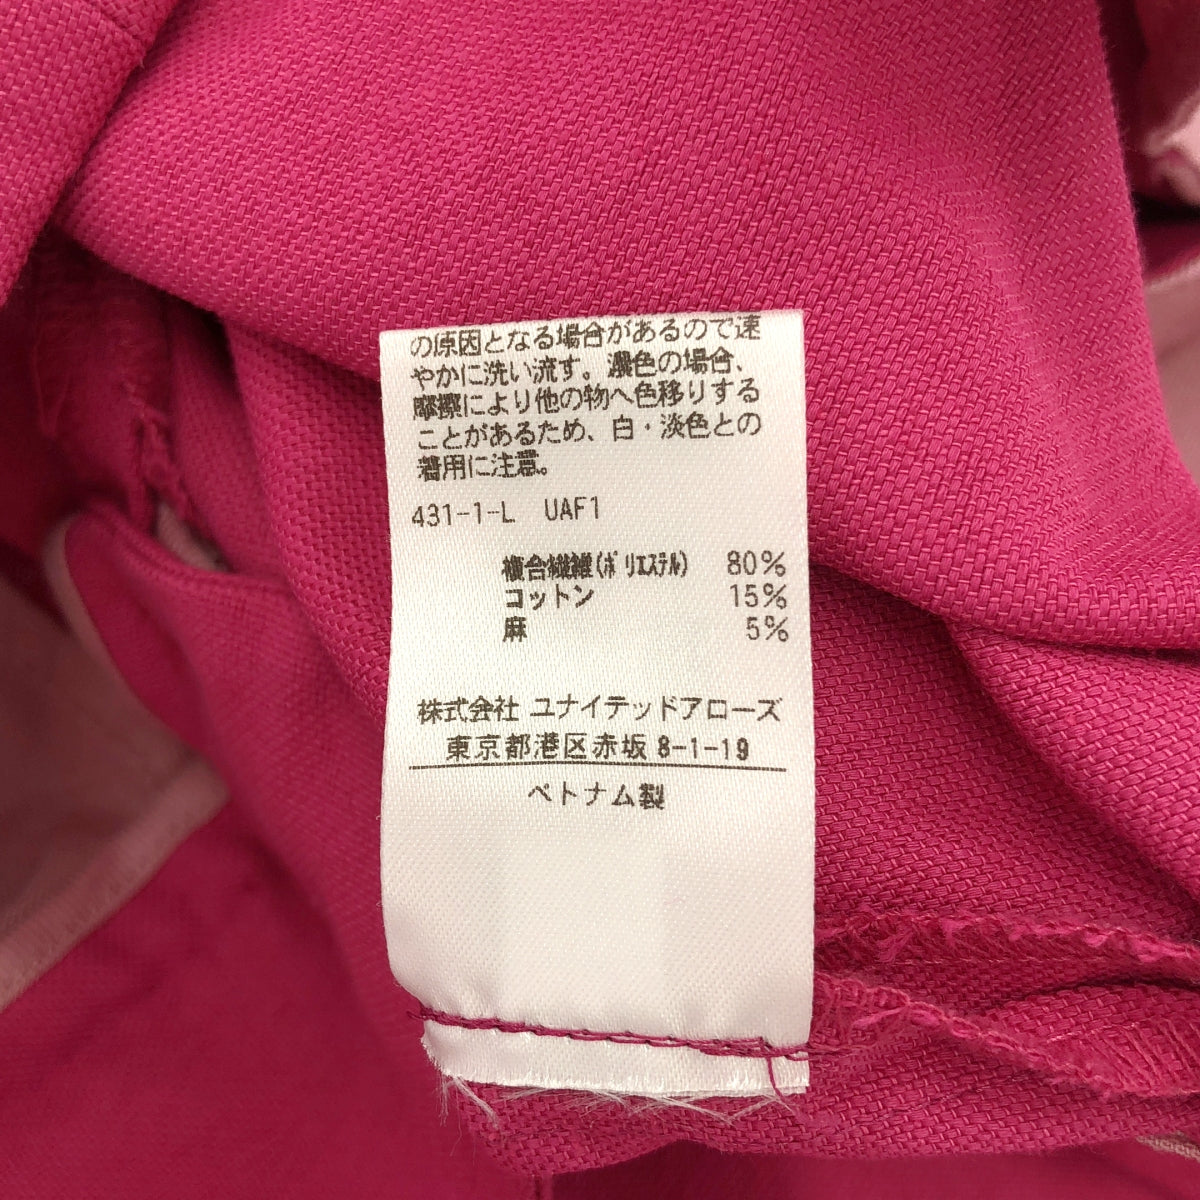 の原因となる場合があるので速
やかに洗い流す。濃色の場合、
摩擦により他の物へ色移りする
ことがあるため、白・淡色との
着用に注意。
431-1-L UAF1
複合繊維(ポリエステル) 80%
コットン 15%
麻 5%
株式会社 ユナイテッドアローズ
東京都港区赤坂 8-1-19
ベトナム製